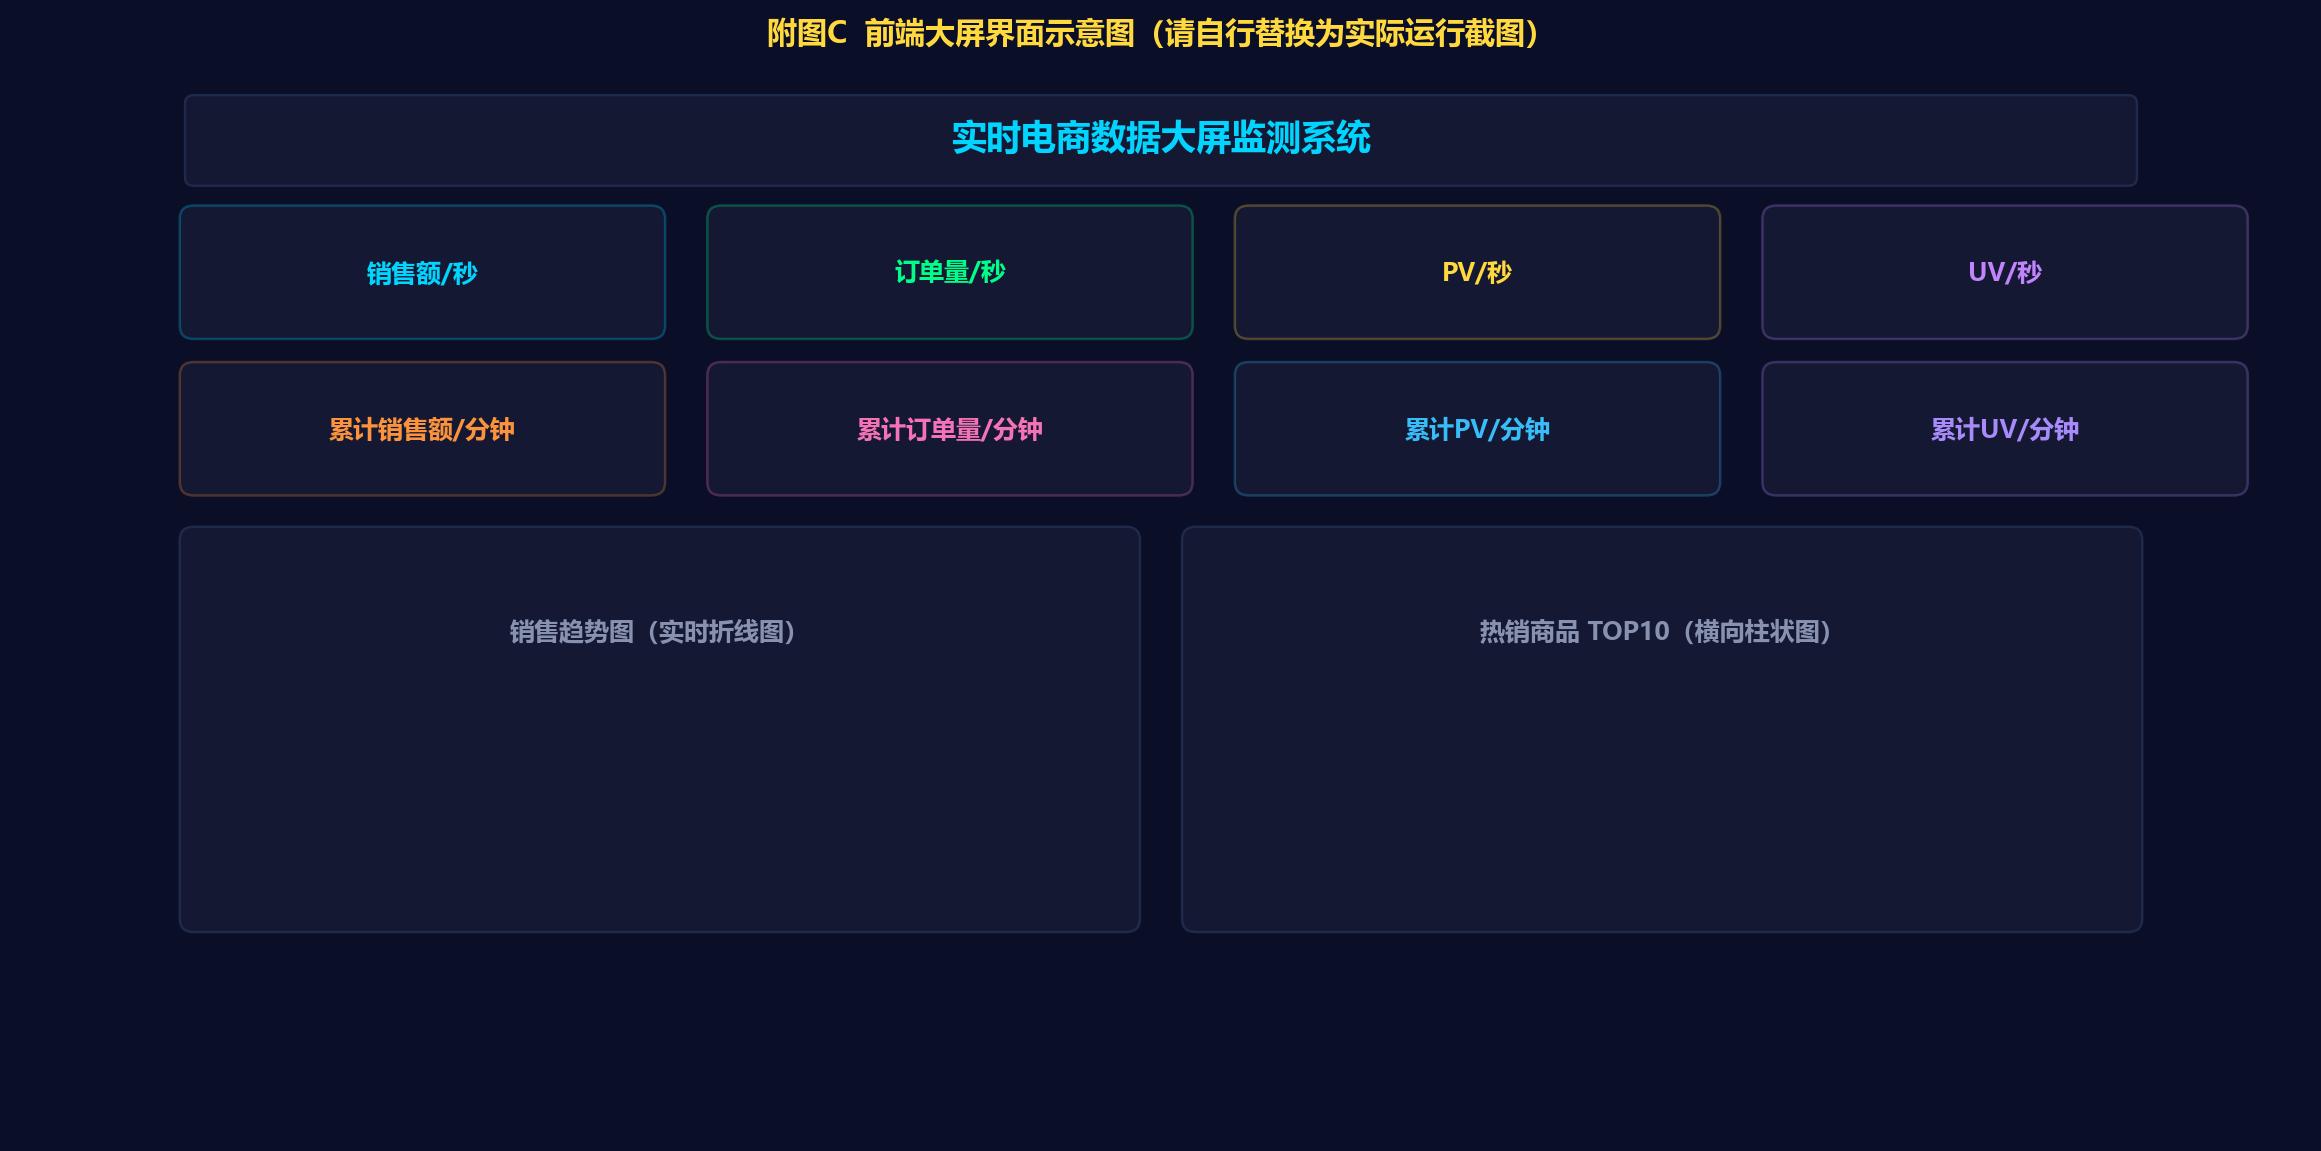 附图C  前端大屏界面示意图（请自行替换为实际运行截图）
实时电商数据大屏监测系统
销售额/秒
订单量/秒
PV/秒
UV/秒
累计销售额/分钟
累计订单量/分钟
累计PV/分钟
累计UV/分钟
销售趋势图（实时折线图）
热销商品 TOP10（横向柱状图）